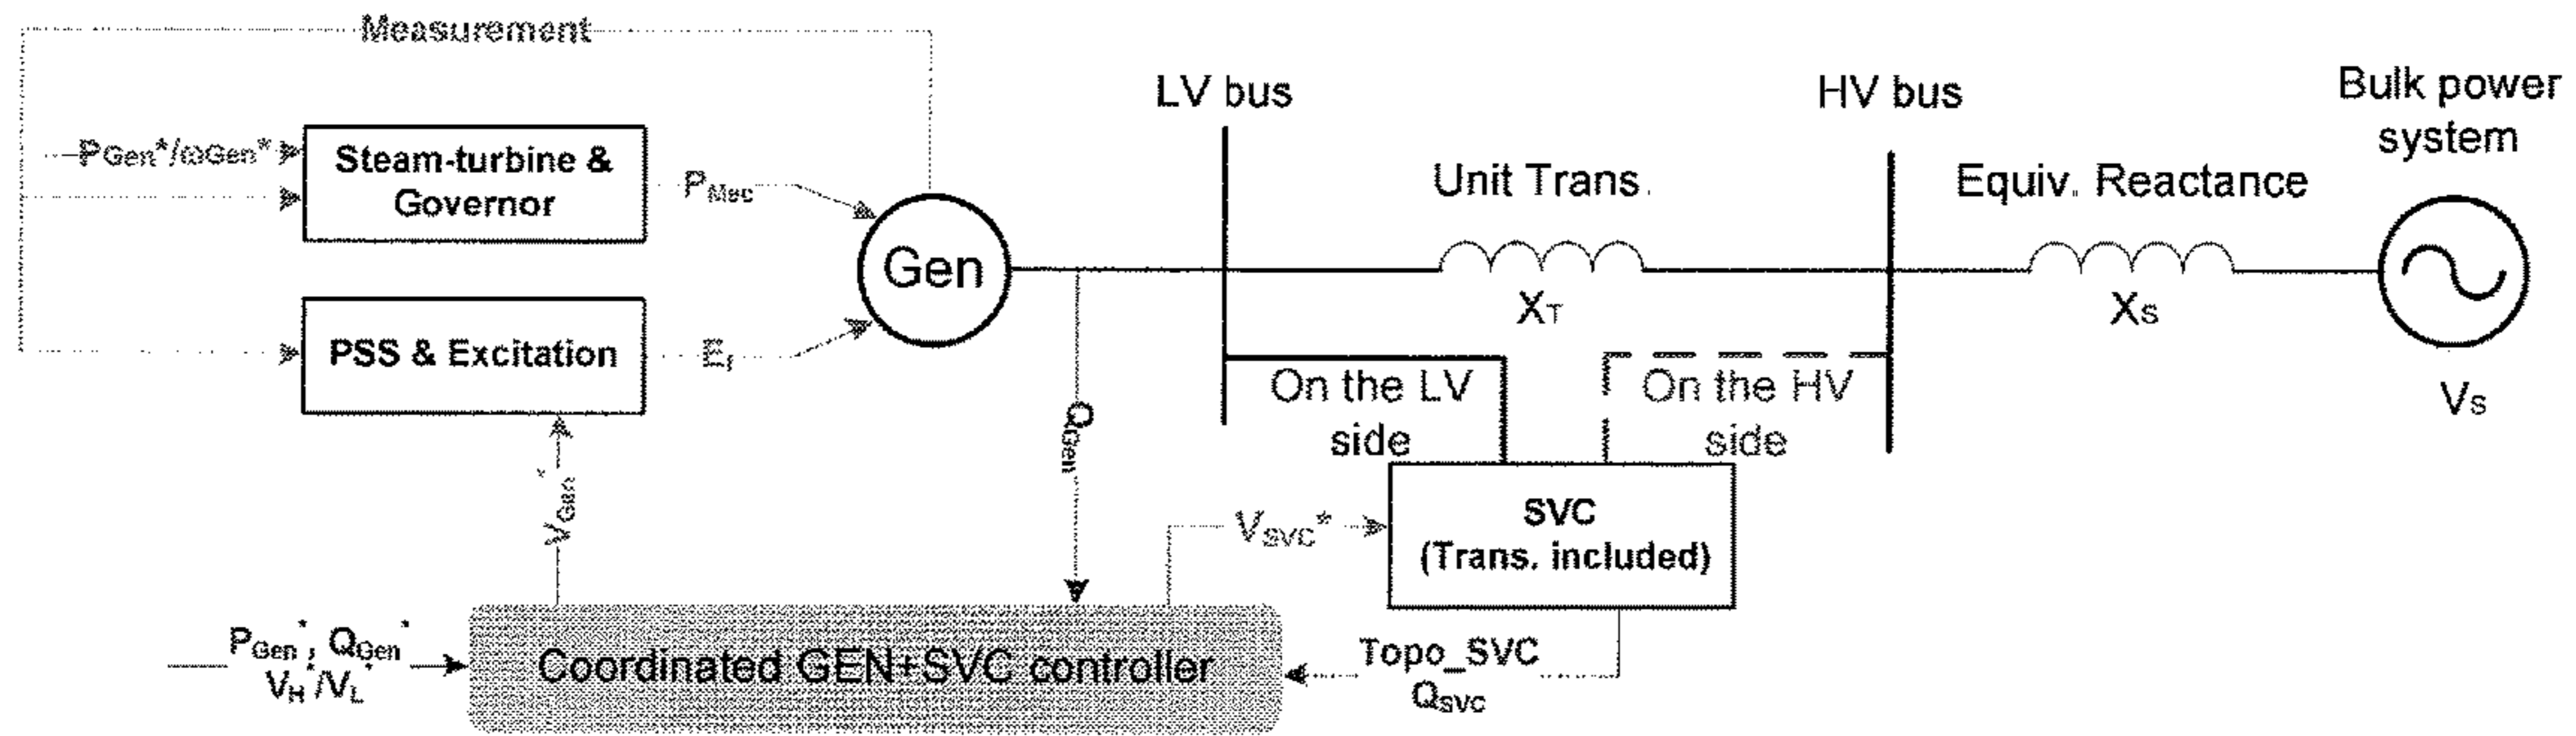 Measurement
LV bus
HV bus
Bulk power
system
PGen*/ωGen*
Steam-turbine &
Governor
PMec
Unit Trans.
Equiv. Reactance
Gen
XT
XS
PSS & Excitation
Ef
On the LV
side
On the HV
side
VS
QGen
VGen*
VSVC*
SVC
(Trans. included)
PGen*, QGen*
VH*/VL*
Coordinated GEN+SVC controller
Topo_SVC
QSVC